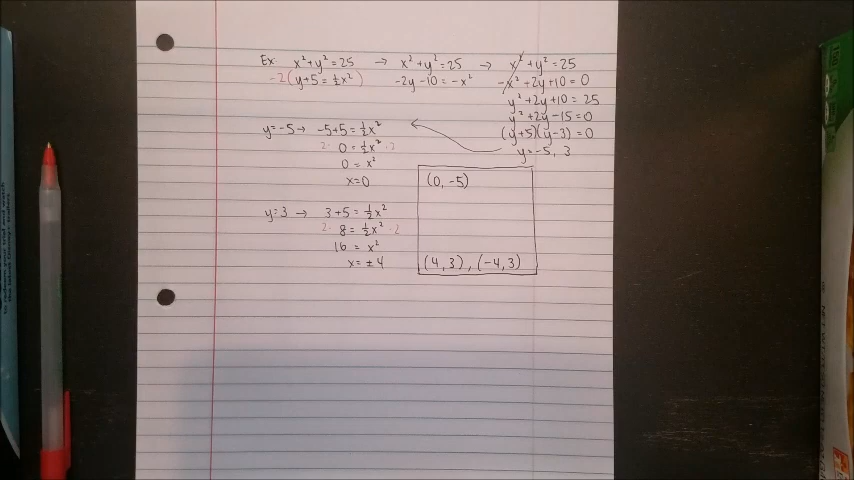 Ex: x²+y²=25 → x²+y²=25 → x²+y²=25
-2(y+5=½x²) -2y-10=-x² -x²+2y+10=0
y²+2y+10=25
y²+2y-15=0
(y+5)(y-3)=0
y=-5, 3
y=-5→ -5+5=½x²
2· 0=½x² ·2
0=x²
x=0
y=3 → 3+5=½x²
2· 8=½x² ·2
16=x²
x=±4
(0,-5)
(4,3), (-4,3)